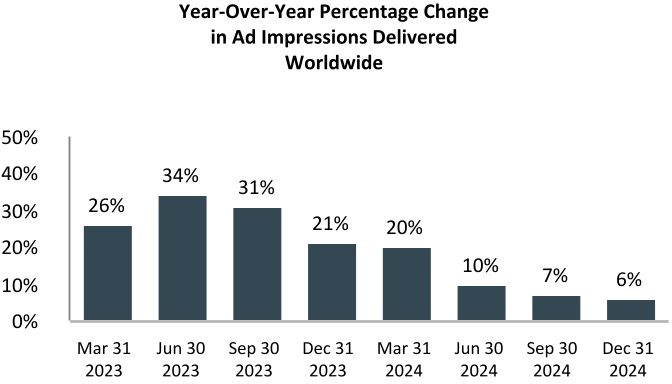 Year-Over-Year Percentage Change
in Ad Impressions Delivered
Worldwide
50%
40%
30%
20%
10%
0%
26%
34%
31%
21%
20%
10%
7%
6%
Mar 31 Jun 30 Sep 30 Dec 31 Mar 31 Jun 30 Sep 30 Dec 31
2023 2023 2023 2023 2024 2024 2024 2024